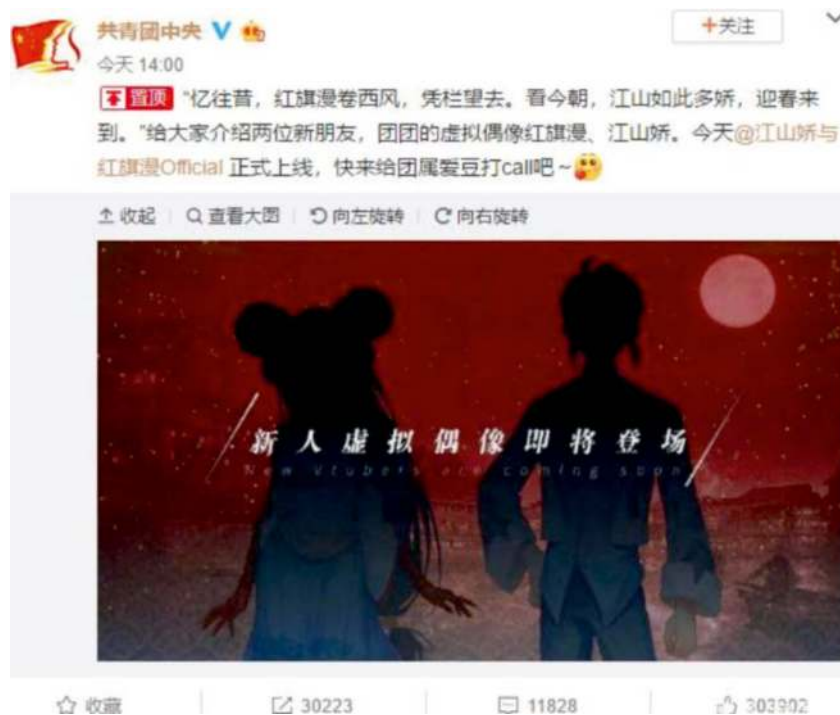 共青团中央
+关注
今天 14:00
置顶 “忆往昔，红旗漫卷西风，凭栏望去。看今朝，江山如此多娇，迎春来
到。”给大家介绍两位新朋友，团团的虚拟偶像红旗漫、江山娇。今天@江山娇与
红旗漫Official 正式上线，快来给团属爱豆打call吧～
收起 查看大图 向左旋转 向右旋转
新人虚拟偶像即将登场
New Vtubers are coming soon
收藏 30223 11828 303902